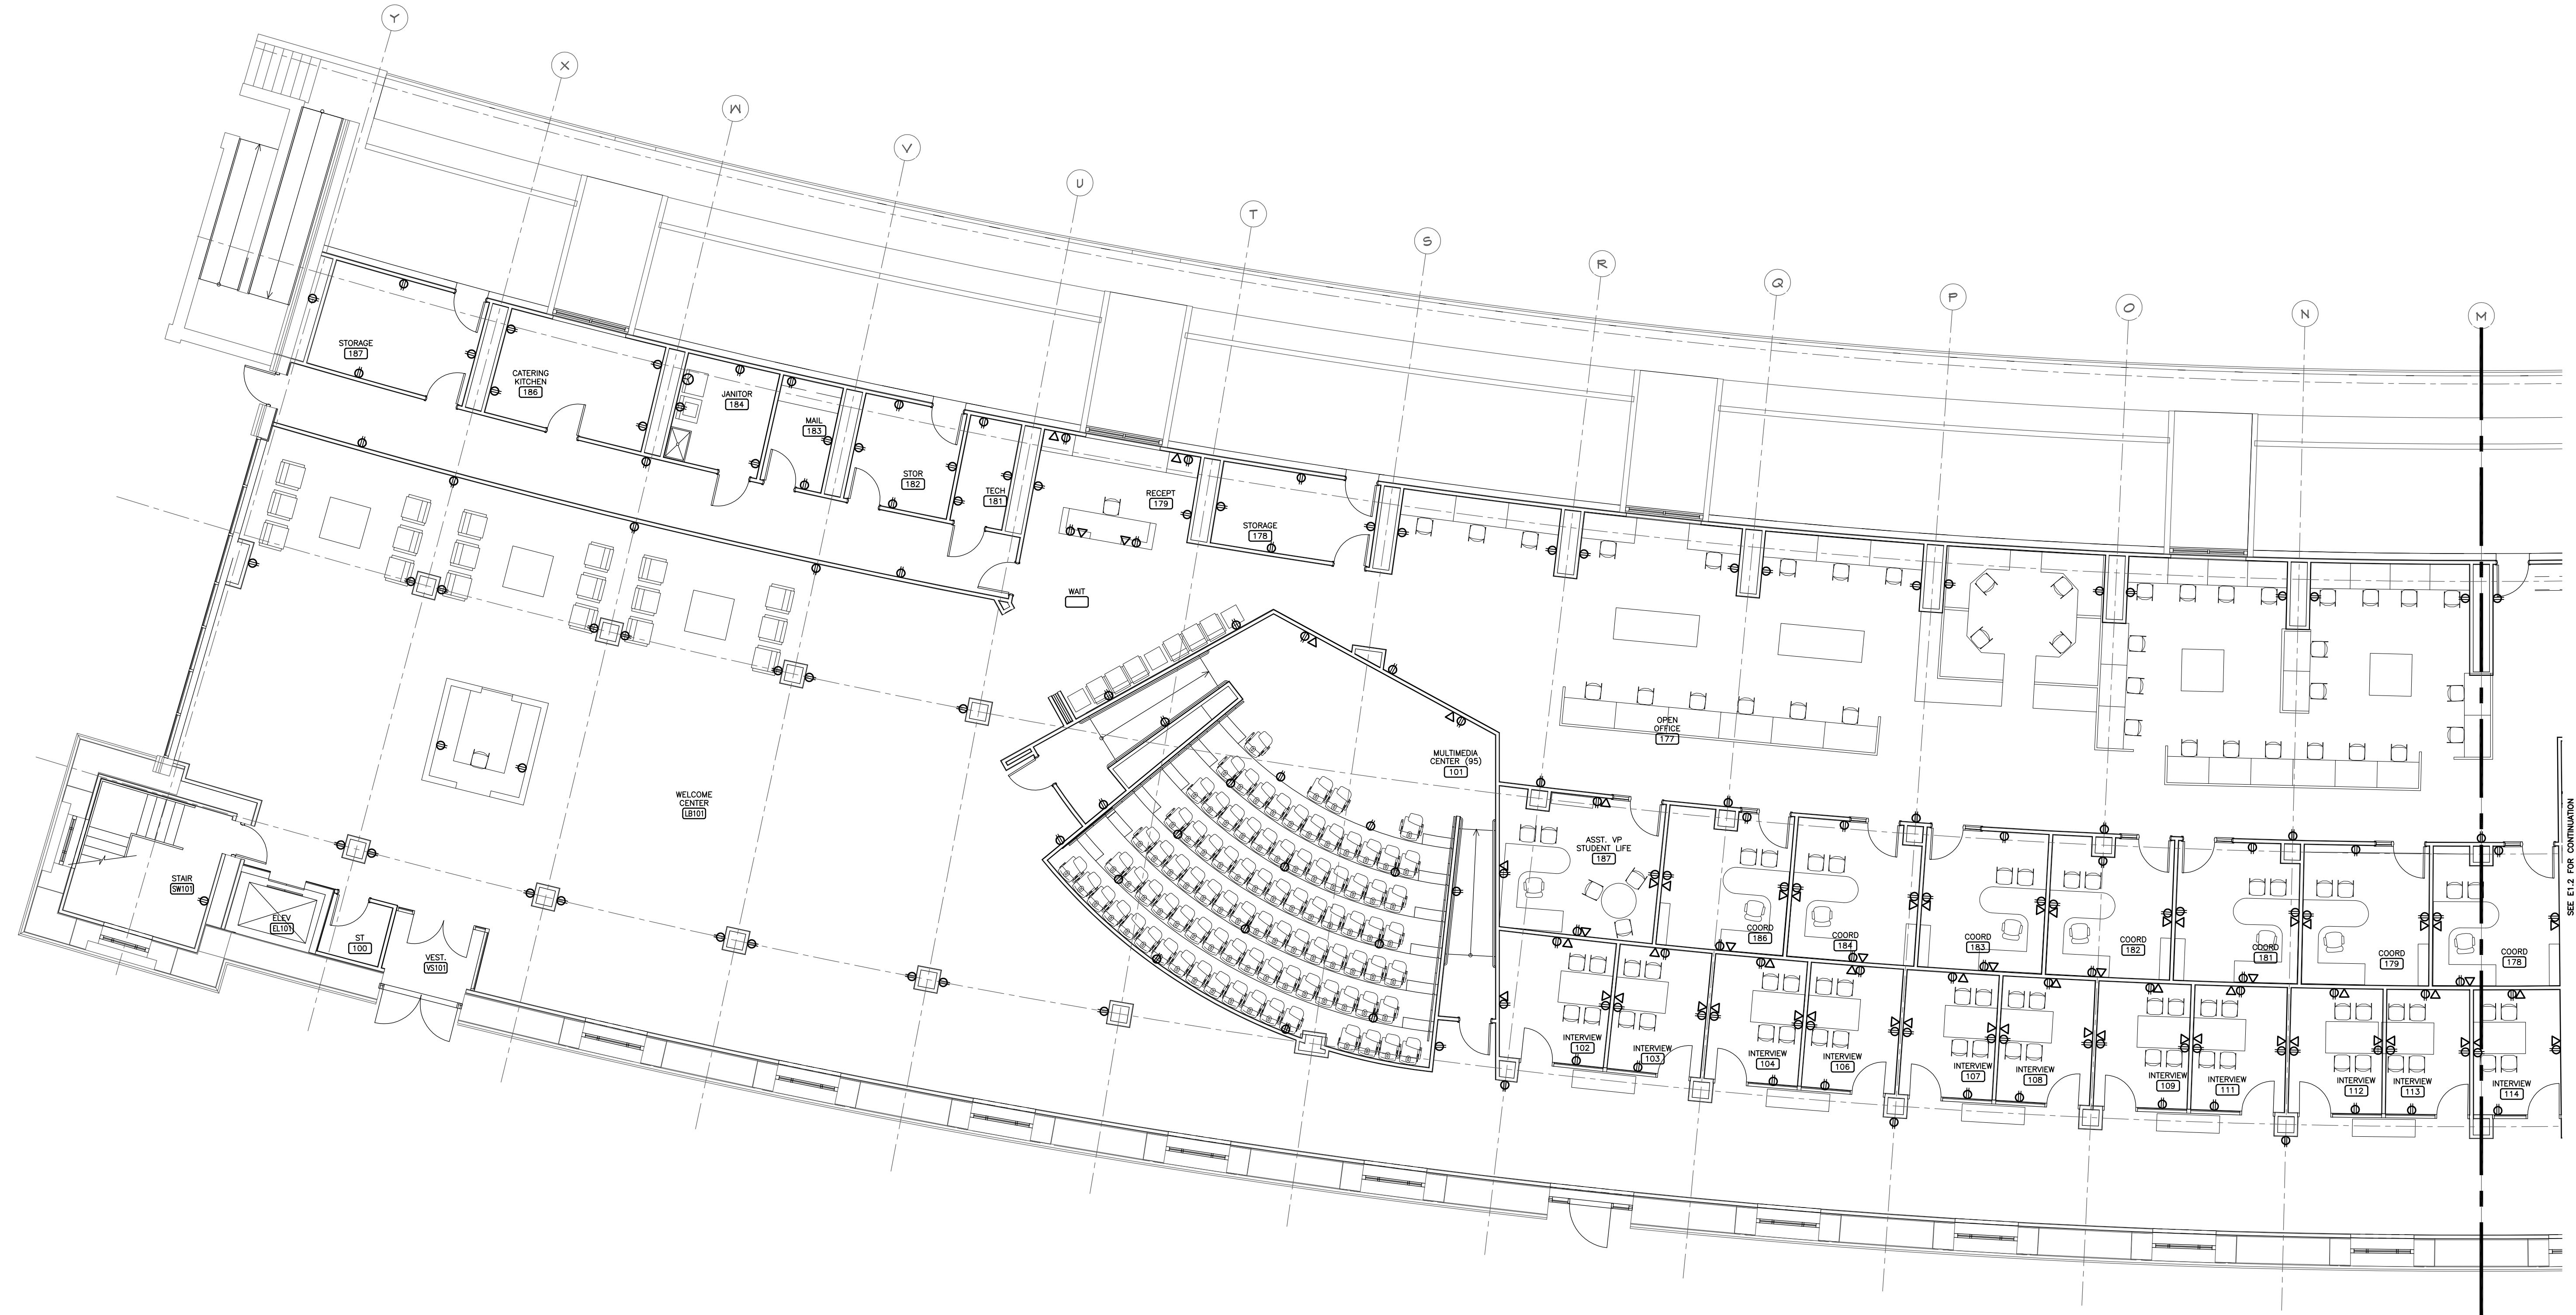 Y
X
W
V
U
T
S
R
Q
P
O
N
M
STORAGE
187
CATERING
KITCHEN
186
JANITOR
184
MAIL
183
STOR
182
TECH
181
RECEPT
179
STORAGE
178
WAIT
OPEN
OFFICE
177
MULTIMEDIA
CENTER (95)
101
WELCOME
CENTER
LB101
STAIR
SW101
ELEV
EL101
ST
100
VEST.
VS101
ASST. VP
STUDENT LIFE
187
COORD
186
COORD
184
COORD
183
COORD
182
COORD
181
COORD
179
COORD
178
INTERVIEW
102
INTERVIEW
103
INTERVIEW
104
INTERVIEW
106
INTERVIEW
107
INTERVIEW
108
INTERVIEW
109
INTERVIEW
111
INTERVIEW
112
INTERVIEW
113
INTERVIEW
114
SEE E1.2 FOR CONTINUATION